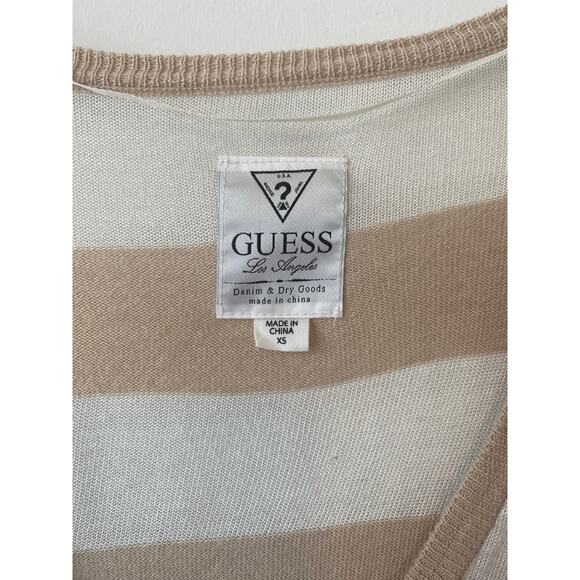 U.S.A.
?
GUESS
Los Angeles
Denim & Dry Goods
made in china
MADE IN
CHINA
XS